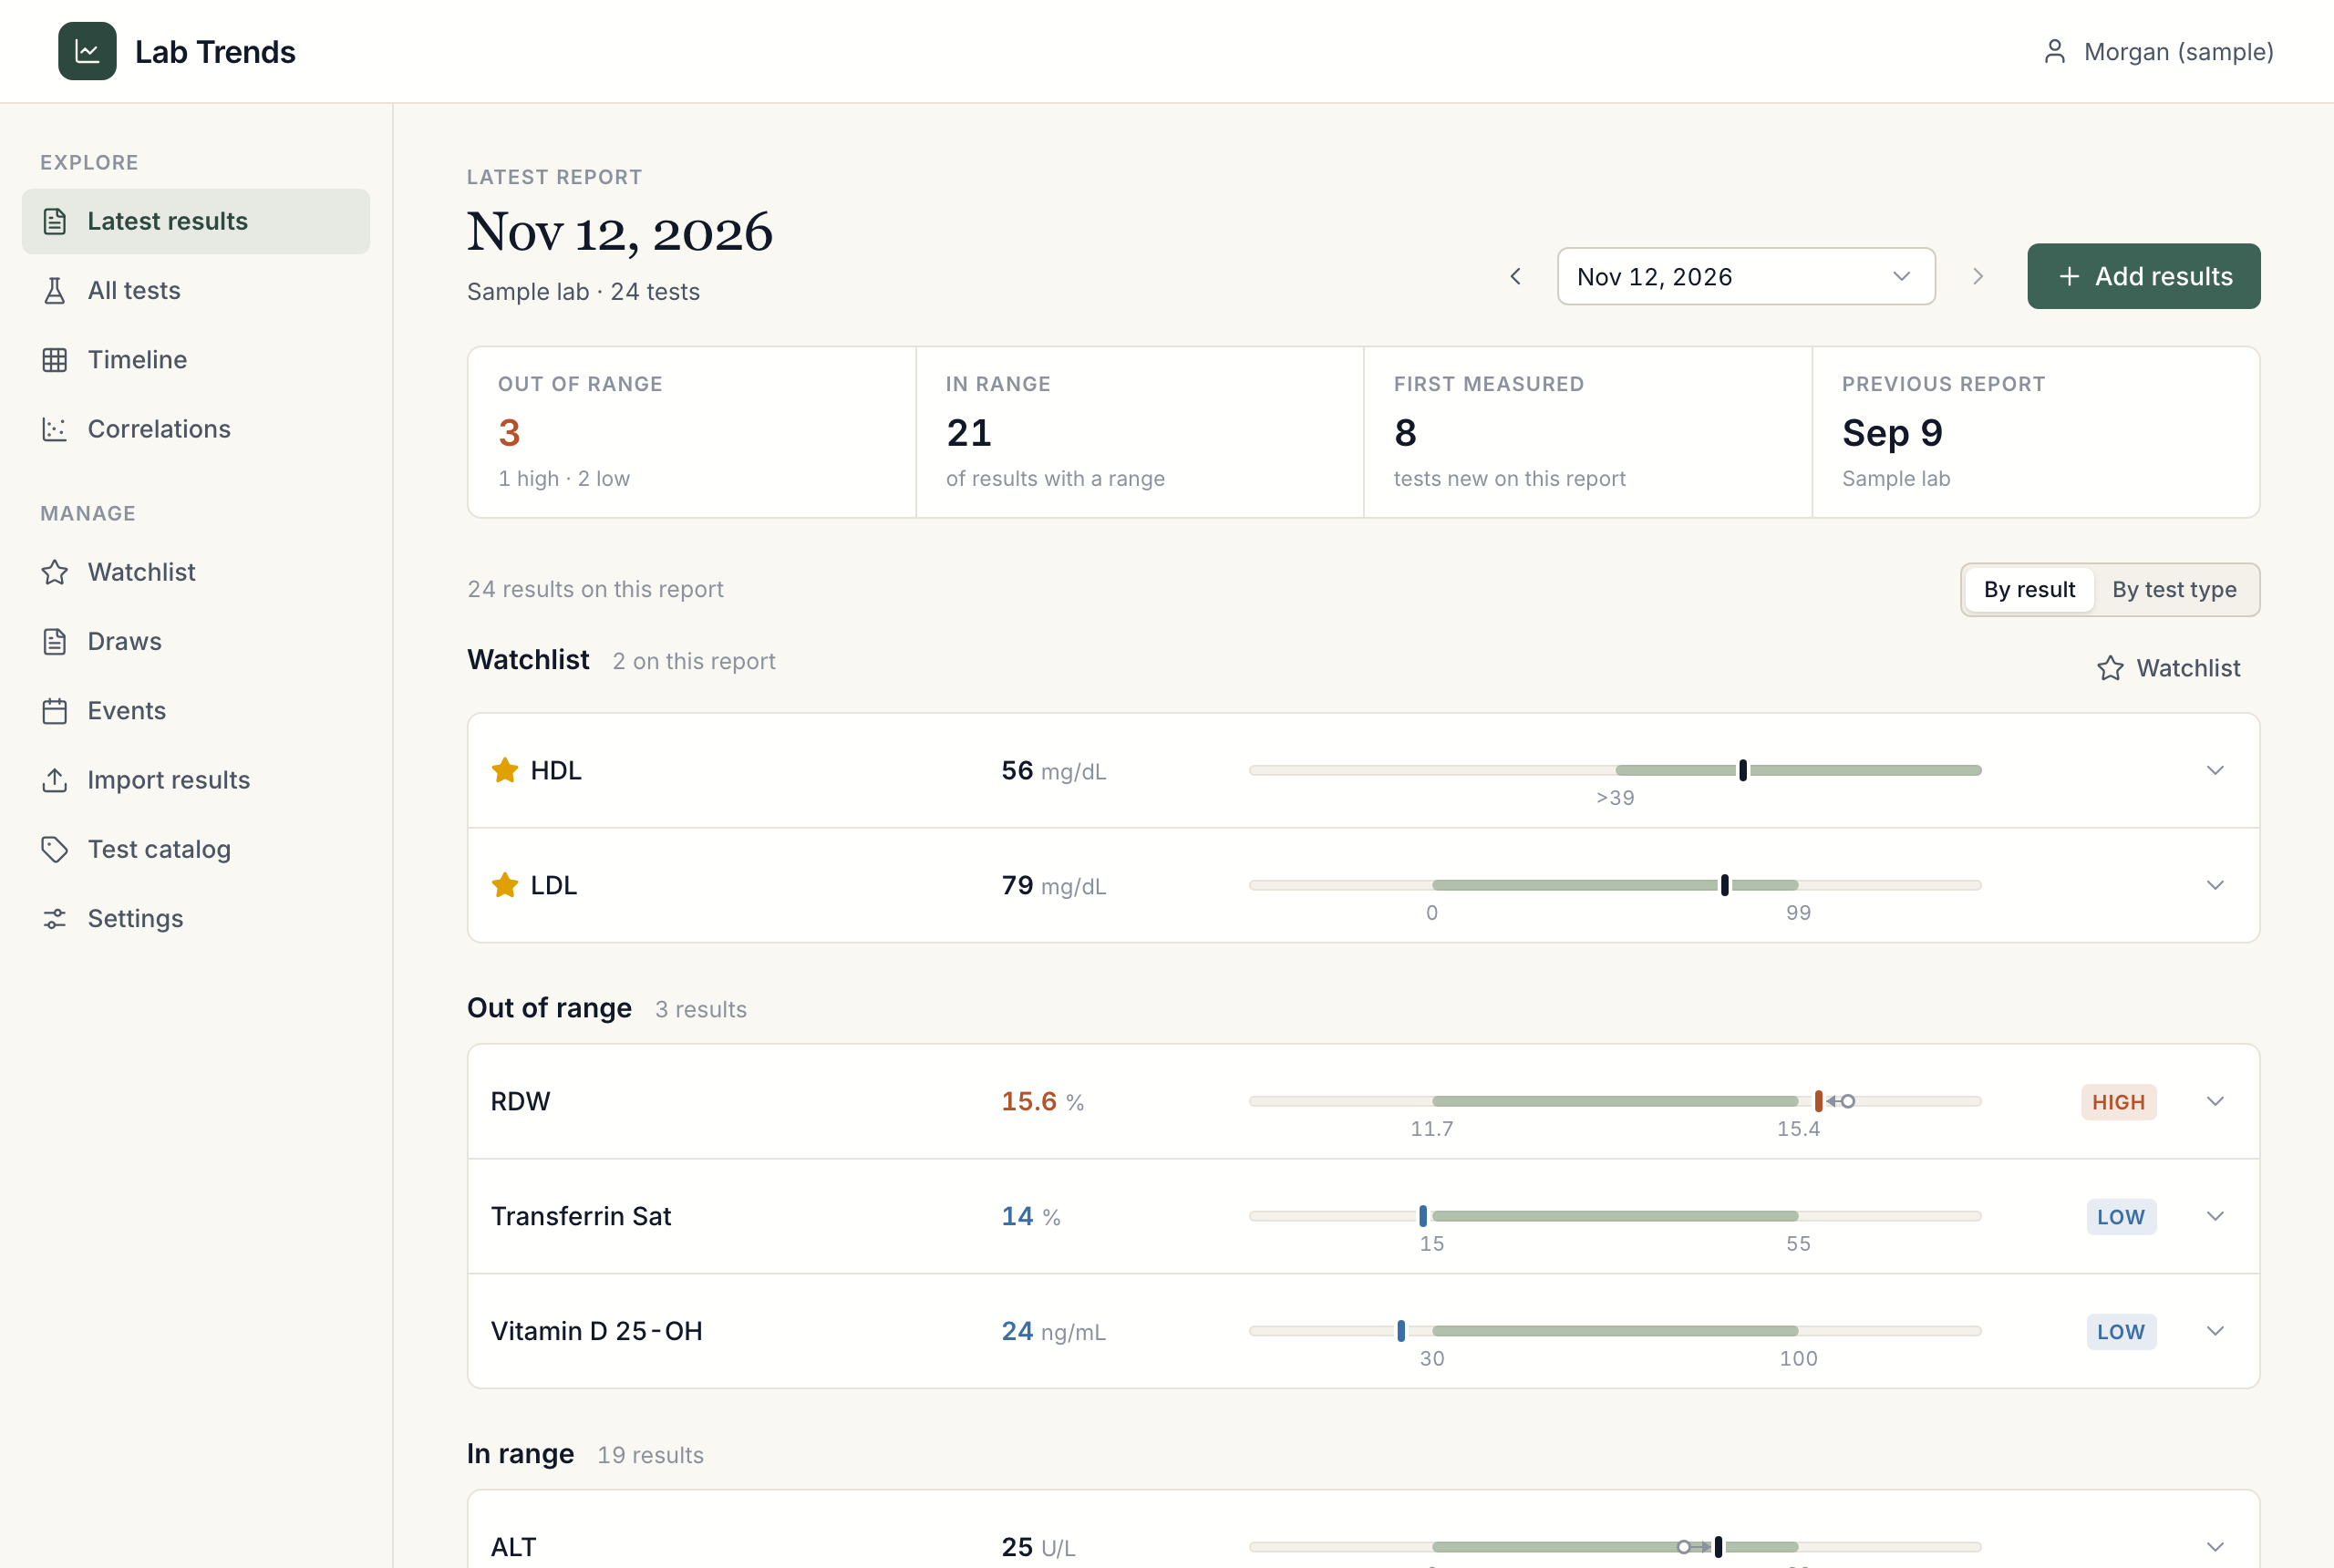 Lab Trends
Morgan (sample)
EXPLORE
Latest results
All tests
Timeline
Correlations
MANAGE
Watchlist
Draws
Events
Import results
Test catalog
Settings
LATEST REPORT
Nov 12, 2026
Sample lab · 24 tests
Nov 12, 2026
Add results
OUT OF RANGE
3
1 high · 2 low
IN RANGE
21
of results with a range
FIRST MEASURED
8
tests new on this report
PREVIOUS REPORT
Sep 9
Sample lab
24 results on this report
By result
By test type
Watchlist 2 on this report
Watchlist
HDL 56 mg/dL
>39
LDL 79 mg/dL
0 99
Out of range 3 results
RDW 15.6 % HIGH
11.7 15.4
Transferrin Sat 14 % LOW
15 55
Vitamin D 25-OH 24 ng/mL LOW
30 100
In range 19 results
ALT 25 U/L